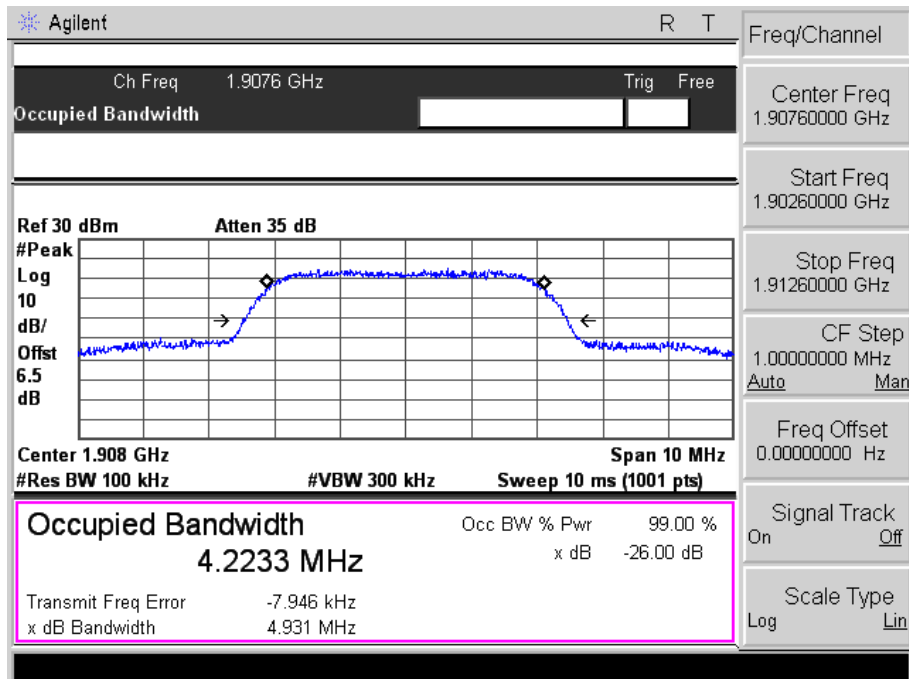 Agilent R T
Ch Freq 1.9076 GHz Trig Free
Occupied Bandwidth
Ref 30 dBm Atten 35 dB
#Peak
Log
10
dB/
Offst
6.5
dB
Center 1.908 GHz Span 10 MHz
#Res BW 100 kHz #VBW 300 kHz Sweep 10 ms (1001 pts)
Occupied Bandwidth Occ BW % Pwr 99.00 %
4.2233 MHz x dB -26.00 dB
Transmit Freq Error -7.946 kHz
x dB Bandwidth 4.931 MHz
Freq/Channel
Center Freq
1.90760000 GHz
Start Freq
1.90260000 GHz
Stop Freq
1.91260000 GHz
CF Step
1.00000000 MHz
Auto Man
Freq Offset
0.00000000 Hz
Signal Track
On Off
Scale Type
Log Lin